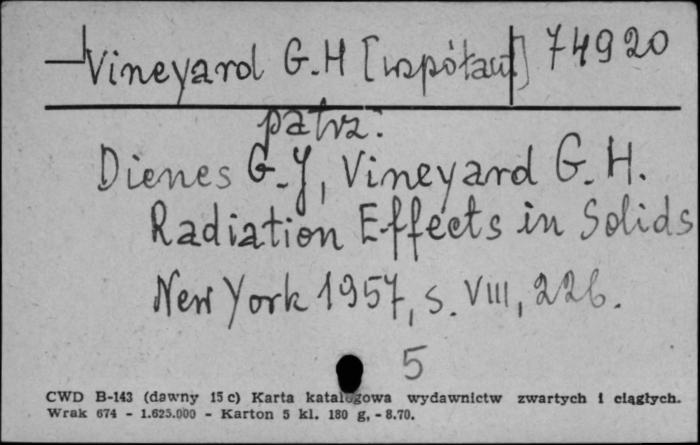 Vineyard G.H [współaut] 74920
patrz:
Dienes G.J, Vineyard G. H.
Radiation Effects in Solids
New York 1957, s. VIII, 226.
5
CWD B-143 (dawny 15 c) Karta katalogowa wydawnictw zwartych i ciągłych.
Wrak 674 - 1.625.000 - Karton 5 kl. 180 g, - 8.70.